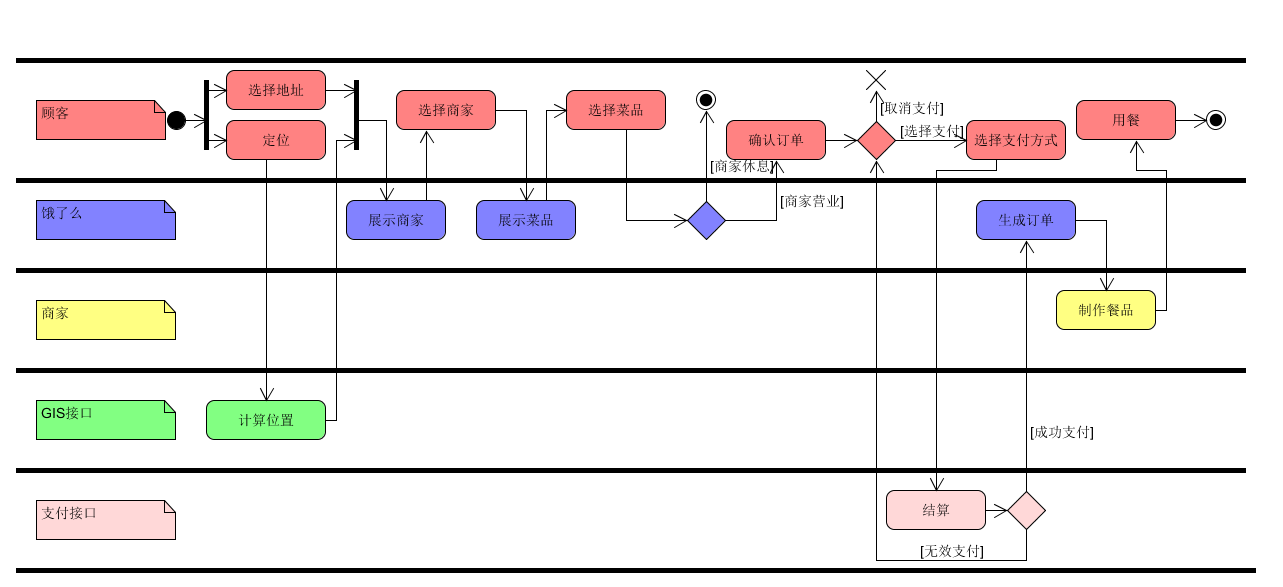 顾客
选择地址
定位
选择商家
选择菜品
[商家休息]
确认订单
[取消支付]
[选择支付]
选择支付方式
用餐
饿了么
展示商家
展示菜品
[商家营业]
生成订单
商家
制作餐品
GIS接口
计算位置
[成功支付]
支付接口
结算
[无效支付]